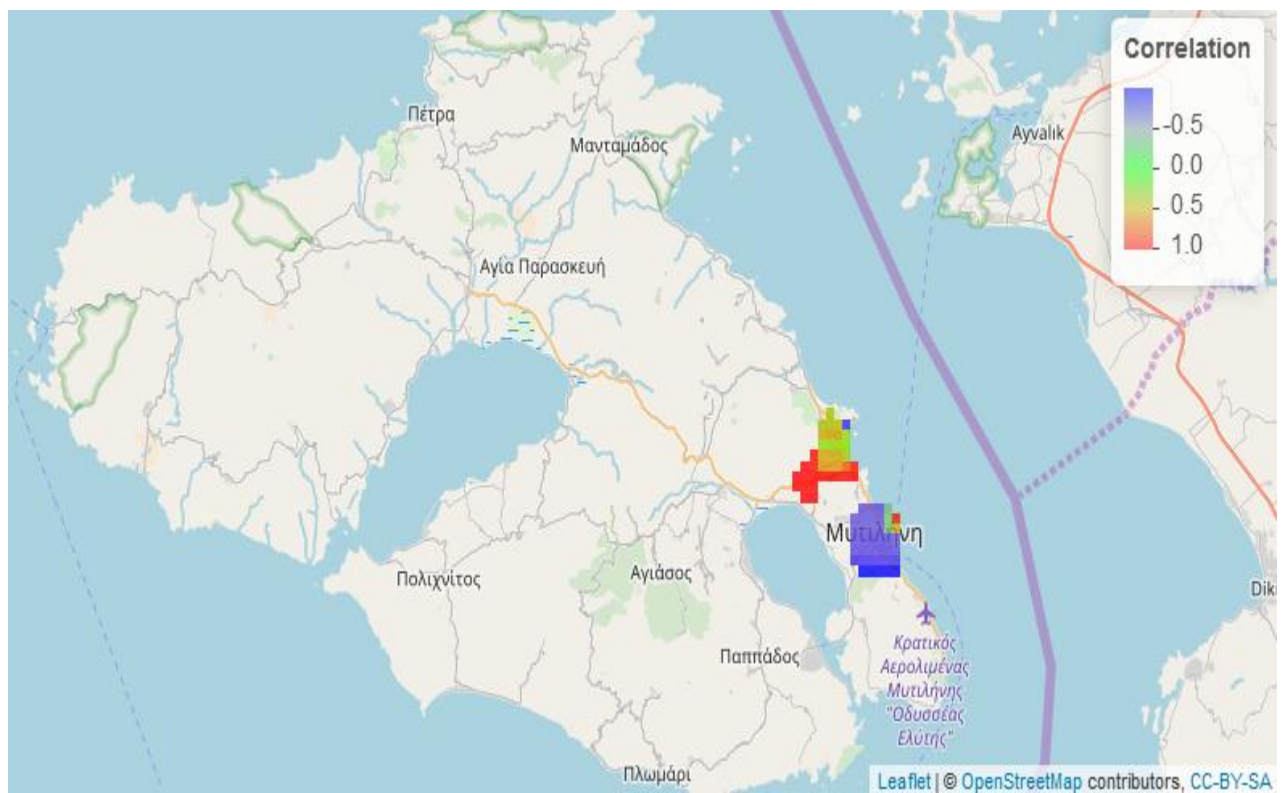 Correlation
-0.5
0.0
0.5
1.0
Πέτρα
Ayvalık
Μανταμάδος
Αγία Παρασκευή
Μυτιλήνη
Πολιχνίτος
Αγιάσος
Παππάδος
Κρατικός
Αερολιμένας
Μυτιλήνης
"Οδυσσέας
Ελύτης"
Πλωμάρι
Leaflet | © OpenStreetMap contributors, CC-BY-SA